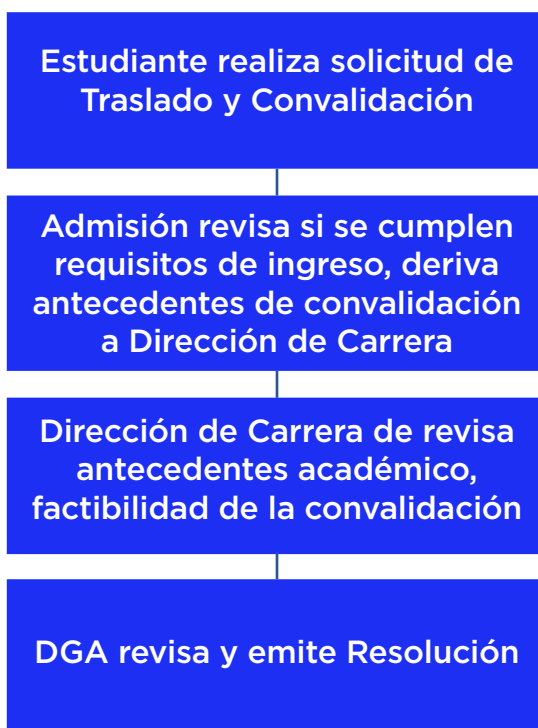 Estudiante realiza solicitud de
Traslado y Convalidación
Admisión revisa si se cumplen
requisitos de ingreso, deriva
antecedentes de convalidación
a Dirección de Carrera
Dirección de Carrera de revisa
antecedentes académico,
factibilidad de la convalidación
DGA revisa y emite Resolución